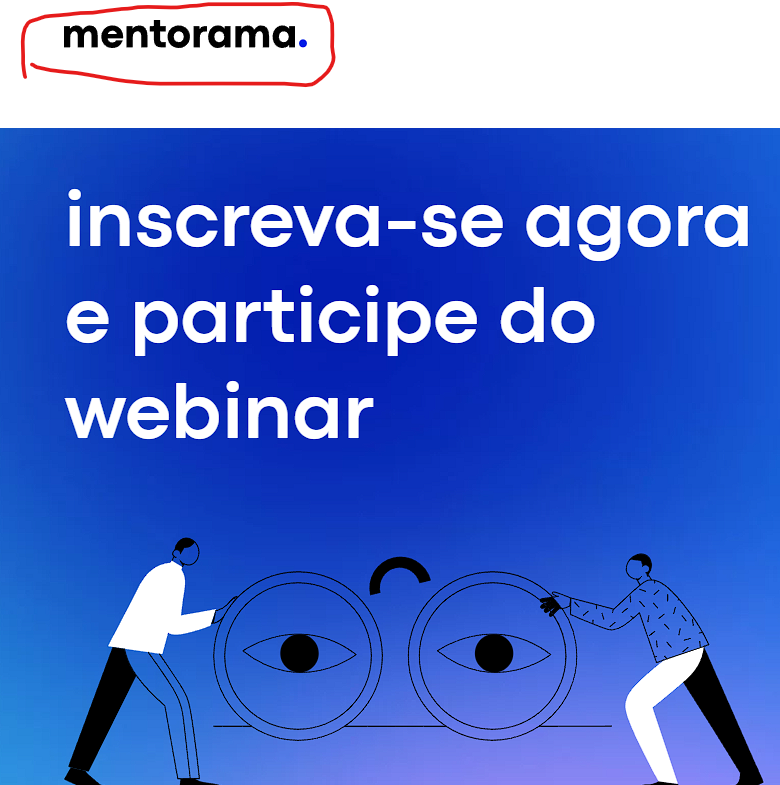 mentorama.
inscreva-se agora
e participe do
webinar